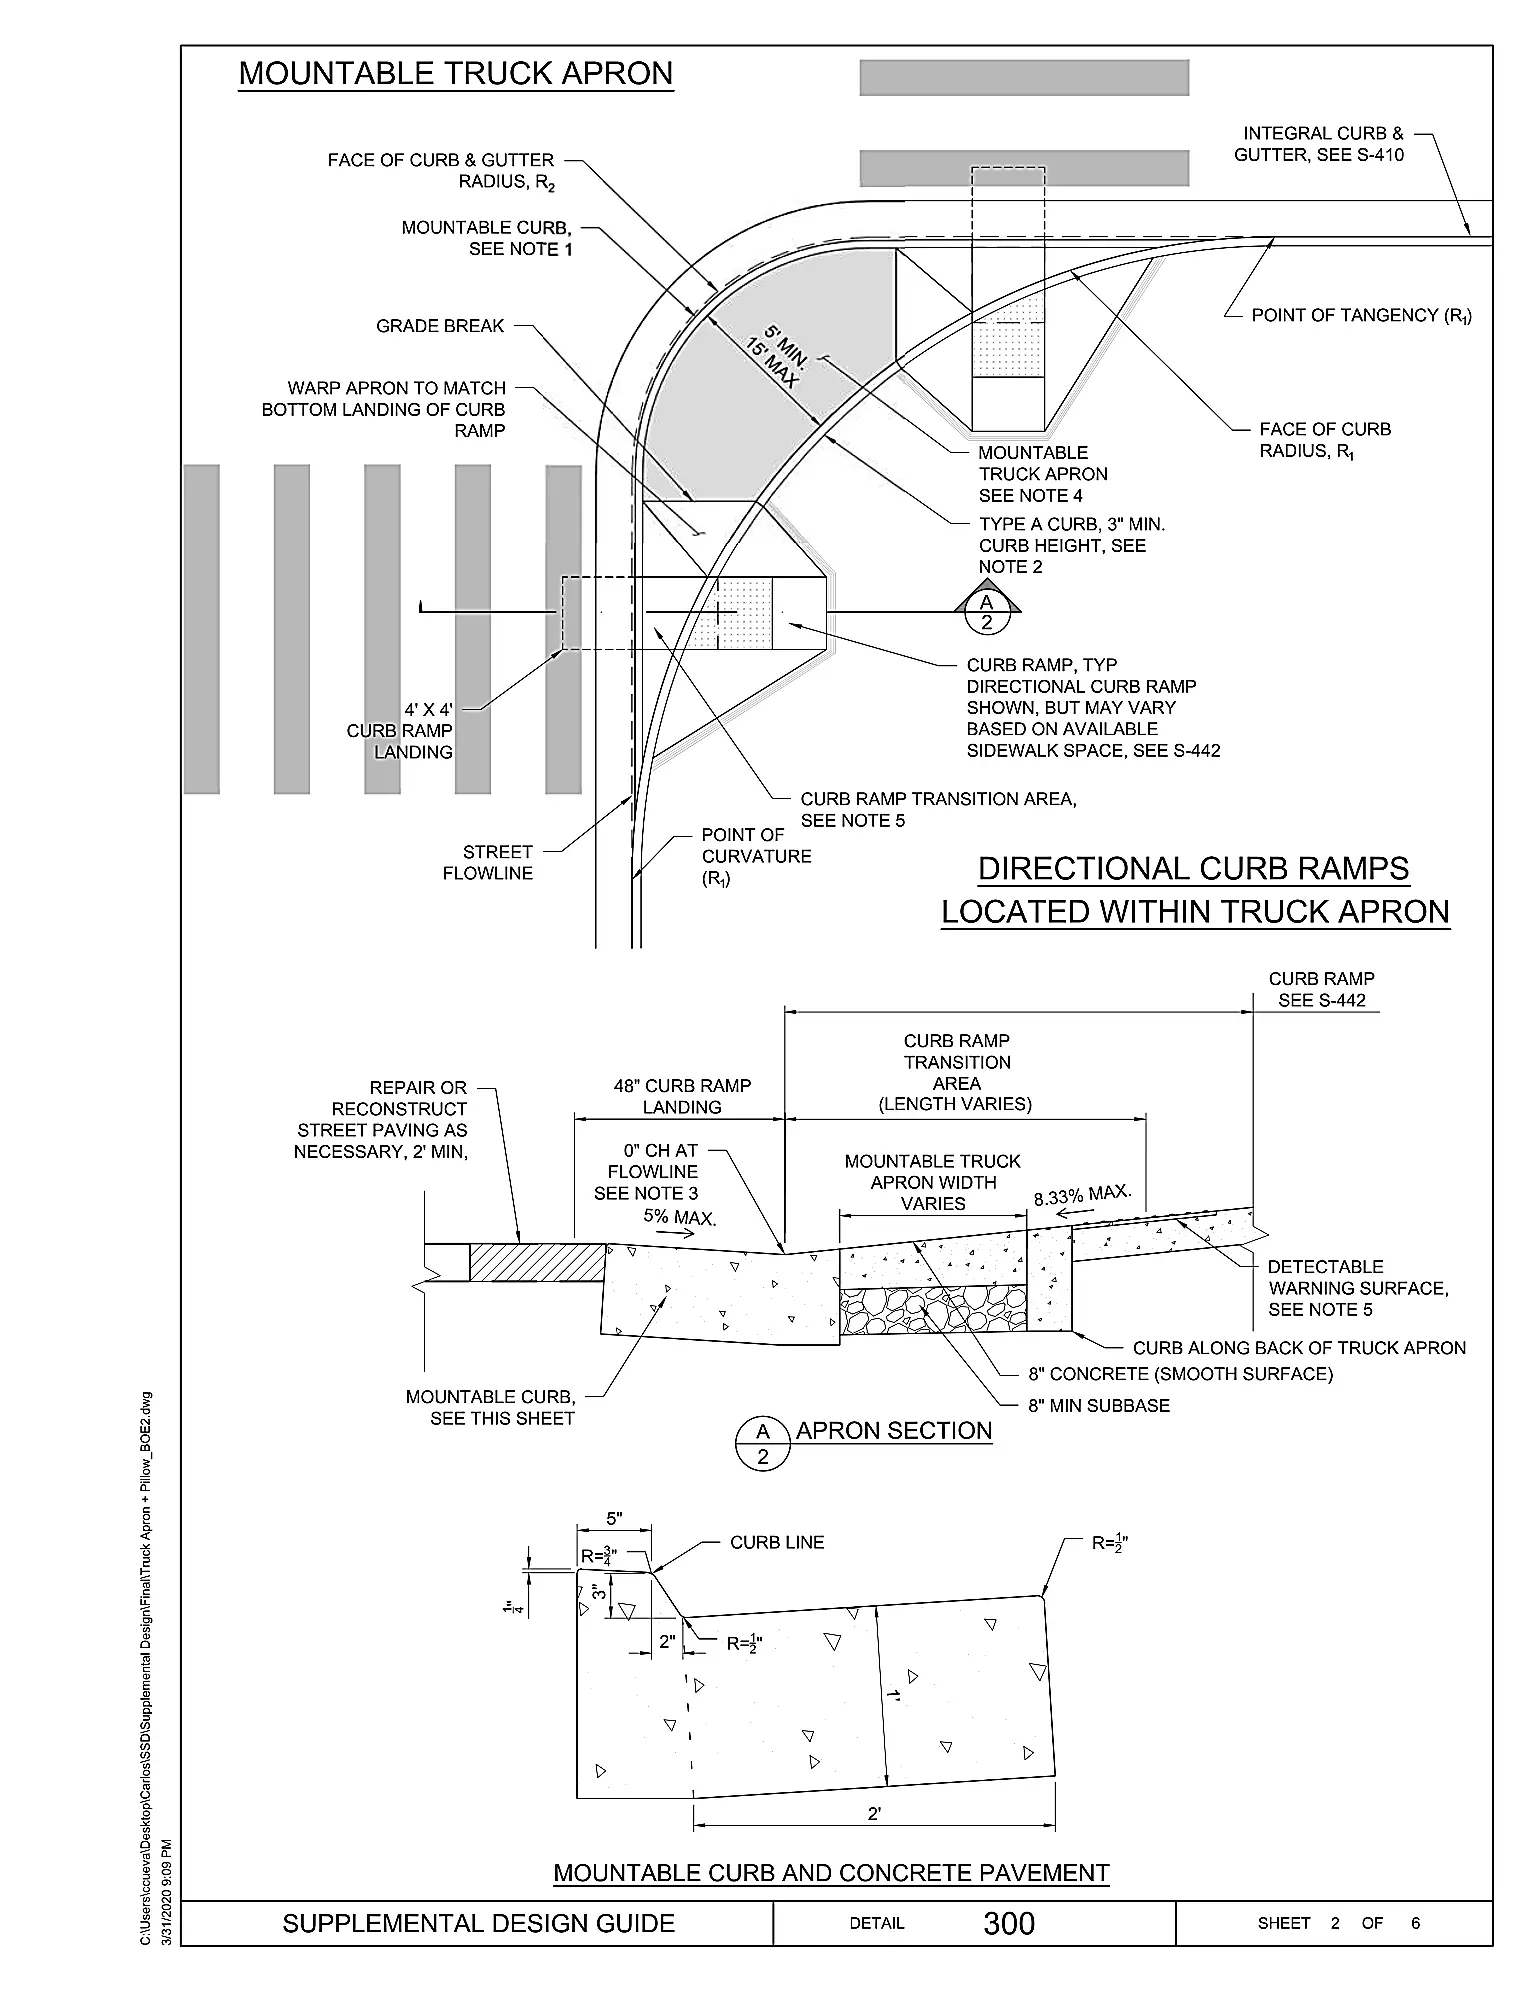 MOUNTABLE TRUCK APRON
INTEGRAL CURB &
GUTTER, SEE S-410
FACE OF CURB & GUTTER
RADIUS, R2
MOUNTABLE CURB,
SEE NOTE 1
GRADE BREAK
POINT OF TANGENCY (R1)
5' MIN.
15' MAX
WARP APRON TO MATCH
BOTTOM LANDING OF CURB
RAMP
FACE OF CURB
RADIUS, R1
MOUNTABLE
TRUCK APRON
SEE NOTE 4
TYPE A CURB, 3" MIN.
CURB HEIGHT, SEE
NOTE 2
A
2
CURB RAMP, TYP
DIRECTIONAL CURB RAMP
SHOWN, BUT MAY VARY
BASED ON AVAILABLE
SIDEWALK SPACE, SEE S-442
4' X 4'
CURB RAMP
LANDING
CURB RAMP TRANSITION AREA,
SEE NOTE 5
STREET
FLOWLINE
POINT OF
CURVATURE
(R1)
DIRECTIONAL CURB RAMPS
LOCATED WITHIN TRUCK APRON
CURB RAMP
SEE S-442
CURB RAMP
TRANSITION
AREA
(LENGTH VARIES)
REPAIR OR
RECONSTRUCT
STREET PAVING AS
NECESSARY, 2' MIN,
48" CURB RAMP
LANDING
0" CH AT
FLOWLINE
SEE NOTE 3
5% MAX.
MOUNTABLE TRUCK
APRON WIDTH
VARIES
8.33% MAX.
DETECTABLE
WARNING SURFACE,
SEE NOTE 5
CURB ALONG BACK OF TRUCK APRON
8" CONCRETE (SMOOTH SURFACE)
8" MIN SUBBASE
MOUNTABLE CURB,
SEE THIS SHEET
A
2
APRON SECTION
5"
R=3/4"
CURB LINE
R=1/2"
3"
1/4"
2"
R=1/2"
1'
2'
MOUNTABLE CURB AND CONCRETE PAVEMENT
SUPPLEMENTAL DESIGN GUIDE
DETAIL 300
SHEET 2 OF 6
C:\Users\ccueva\Desktop\Carlos\SSD\Supplemental Design\Final\Truck Apron + Pillow_BOE2.dwg
3/31/2020 9:09 PM